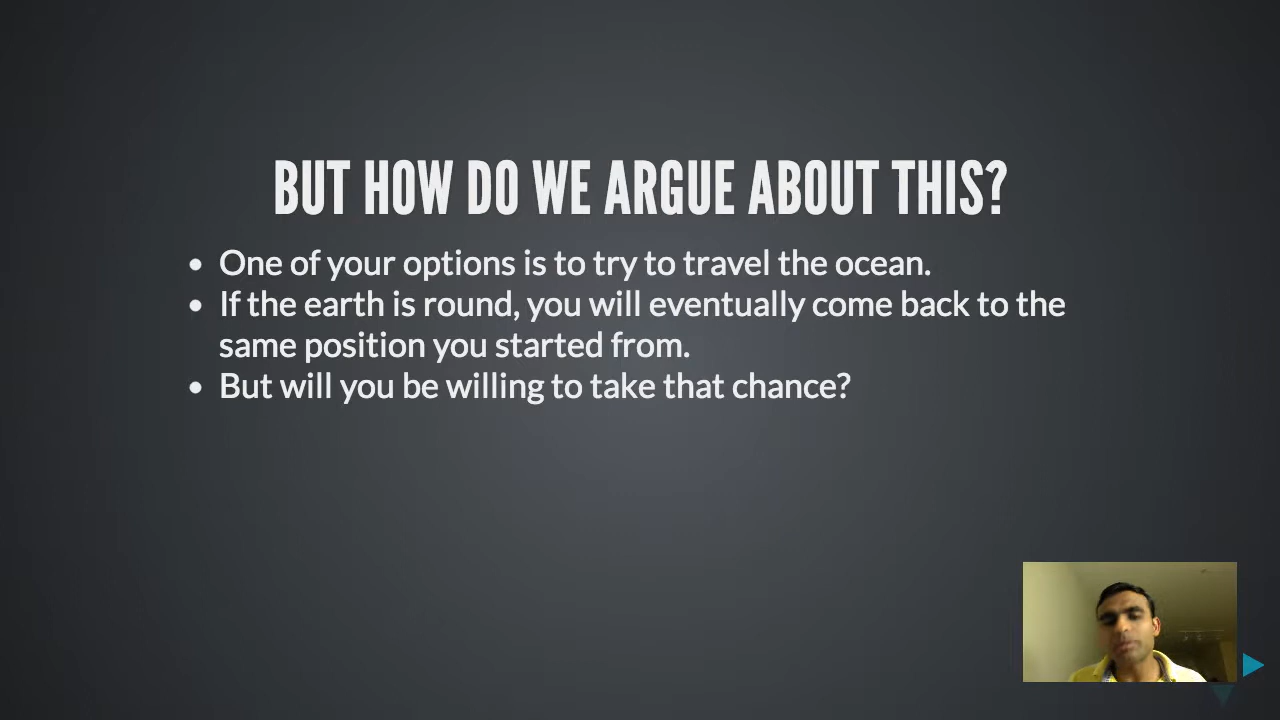 BUT HOW DO WE ARGUE ABOUT THIS?
• One of your options is to try to travel the ocean.
• If the earth is round, you will eventually come back to the
same position you started from.
• But will you be willing to take that chance?